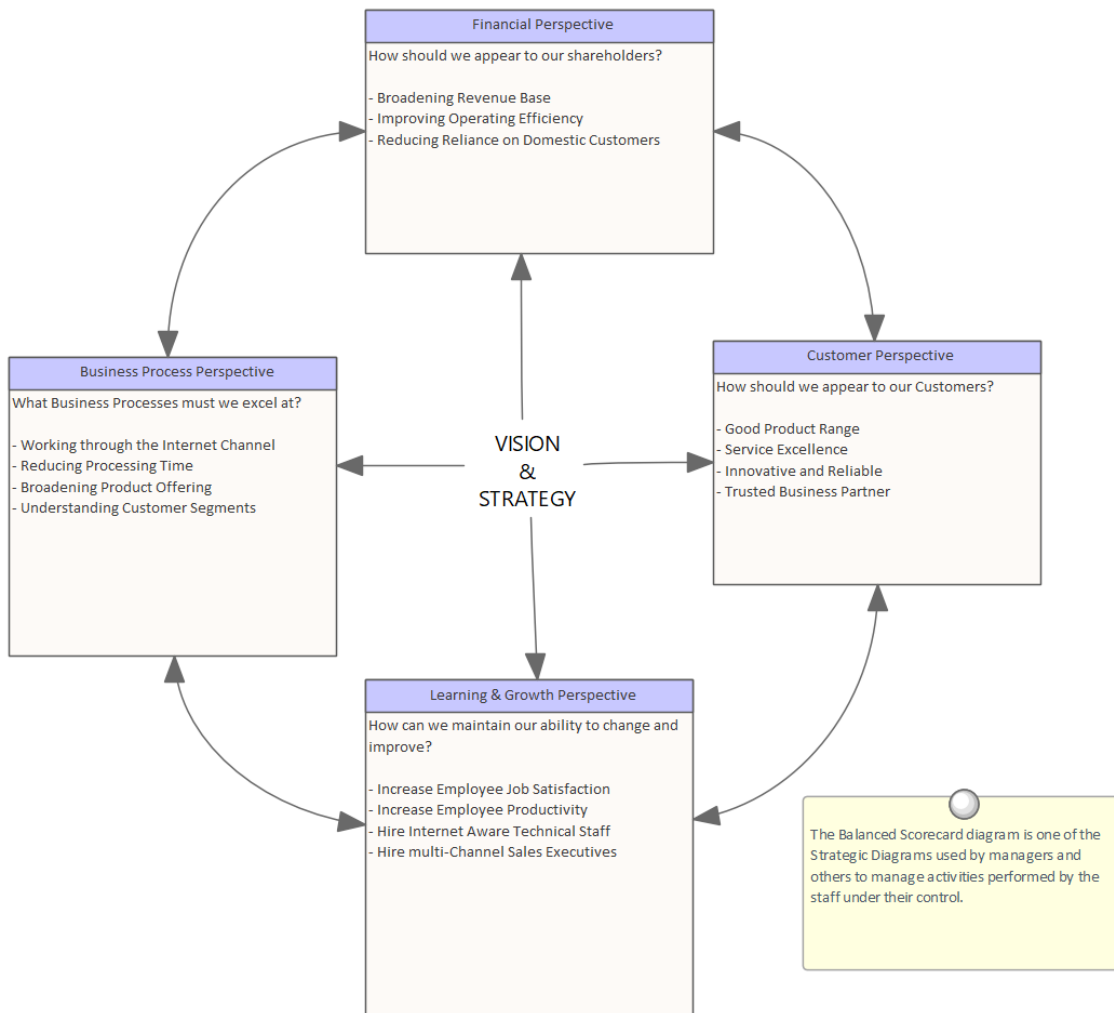 Financial Perspective
How should we appear to our shareholders?
- Broadening Revenue Base
- Improving Operating Efficiency
- Reducing Reliance on Domestic Customers
Business Process Perspective
What Business Processes must we excel at?
- Working through the Internet Channel
- Reducing Processing Time
- Broadening Product Offering
- Understanding Customer Segments
VISION
&
STRATEGY
Customer Perspective
How should we appear to our Customers?
- Good Product Range
- Service Excellence
- Innovative and Reliable
- Trusted Business Partner
Learning & Growth Perspective
How can we maintain our ability to change and
improve?
- Increase Employee Job Satisfaction
- Increase Employee Productivity
- Hire Internet Aware Technical Staff
- Hire multi-Channel Sales Executives
The Balanced Scorecard diagram is one of the
Strategic Diagrams used by managers and
others to manage activities performed by the
staff under their control.